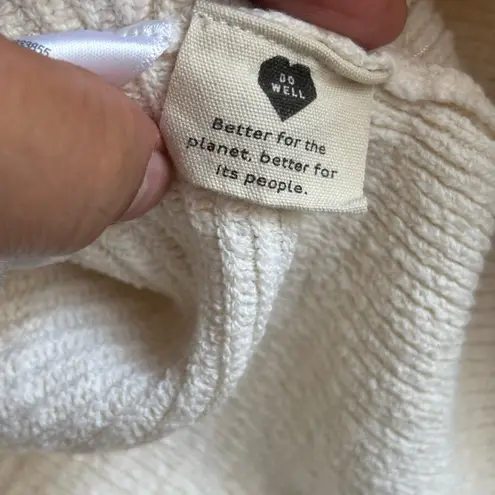 DO
WELL
Better for the
planet, better for
its people.